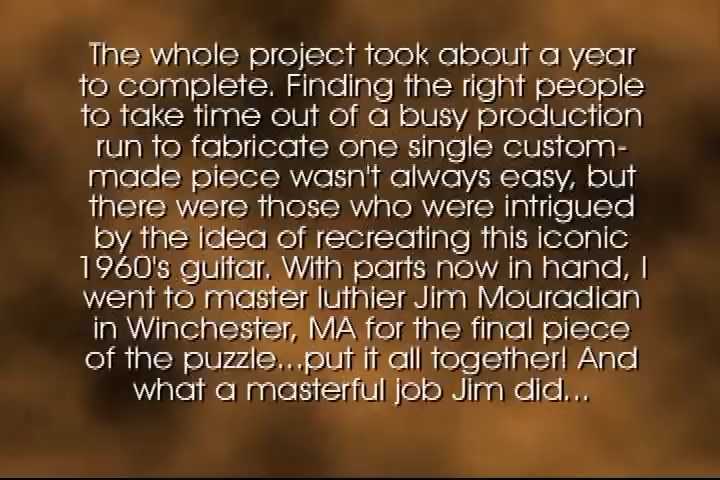 The whole project took about a year
to complete. Finding the right people
to take time out of a busy production
run to fabricate one single custom-
made piece wasn't always easy, but
there were those who were intrigued
by the idea of recreating this iconic
1960's guitar. With parts now in hand, I
went to master luthier Jim Mouradian
in Winchester, MA for the final piece
of the puzzle...put it all together! And
what a masterful job Jim did...